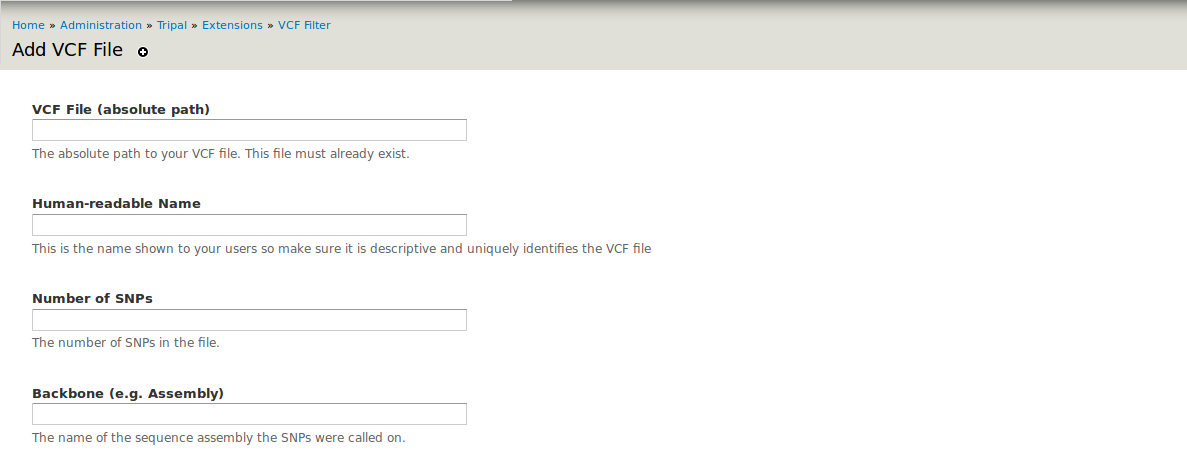 Home » Administration » Tripal » Extensions » VCF Filter
Add VCF File
VCF File (absolute path)
The absolute path to your VCF file. This file must already exist.
Human-readable Name
This is the name shown to your users so make sure it is descriptive and uniquely identifies the VCF file
Number of SNPs
The number of SNPs in the file.
Backbone (e.g. Assembly)
The name of the sequence assembly the SNPs were called on.